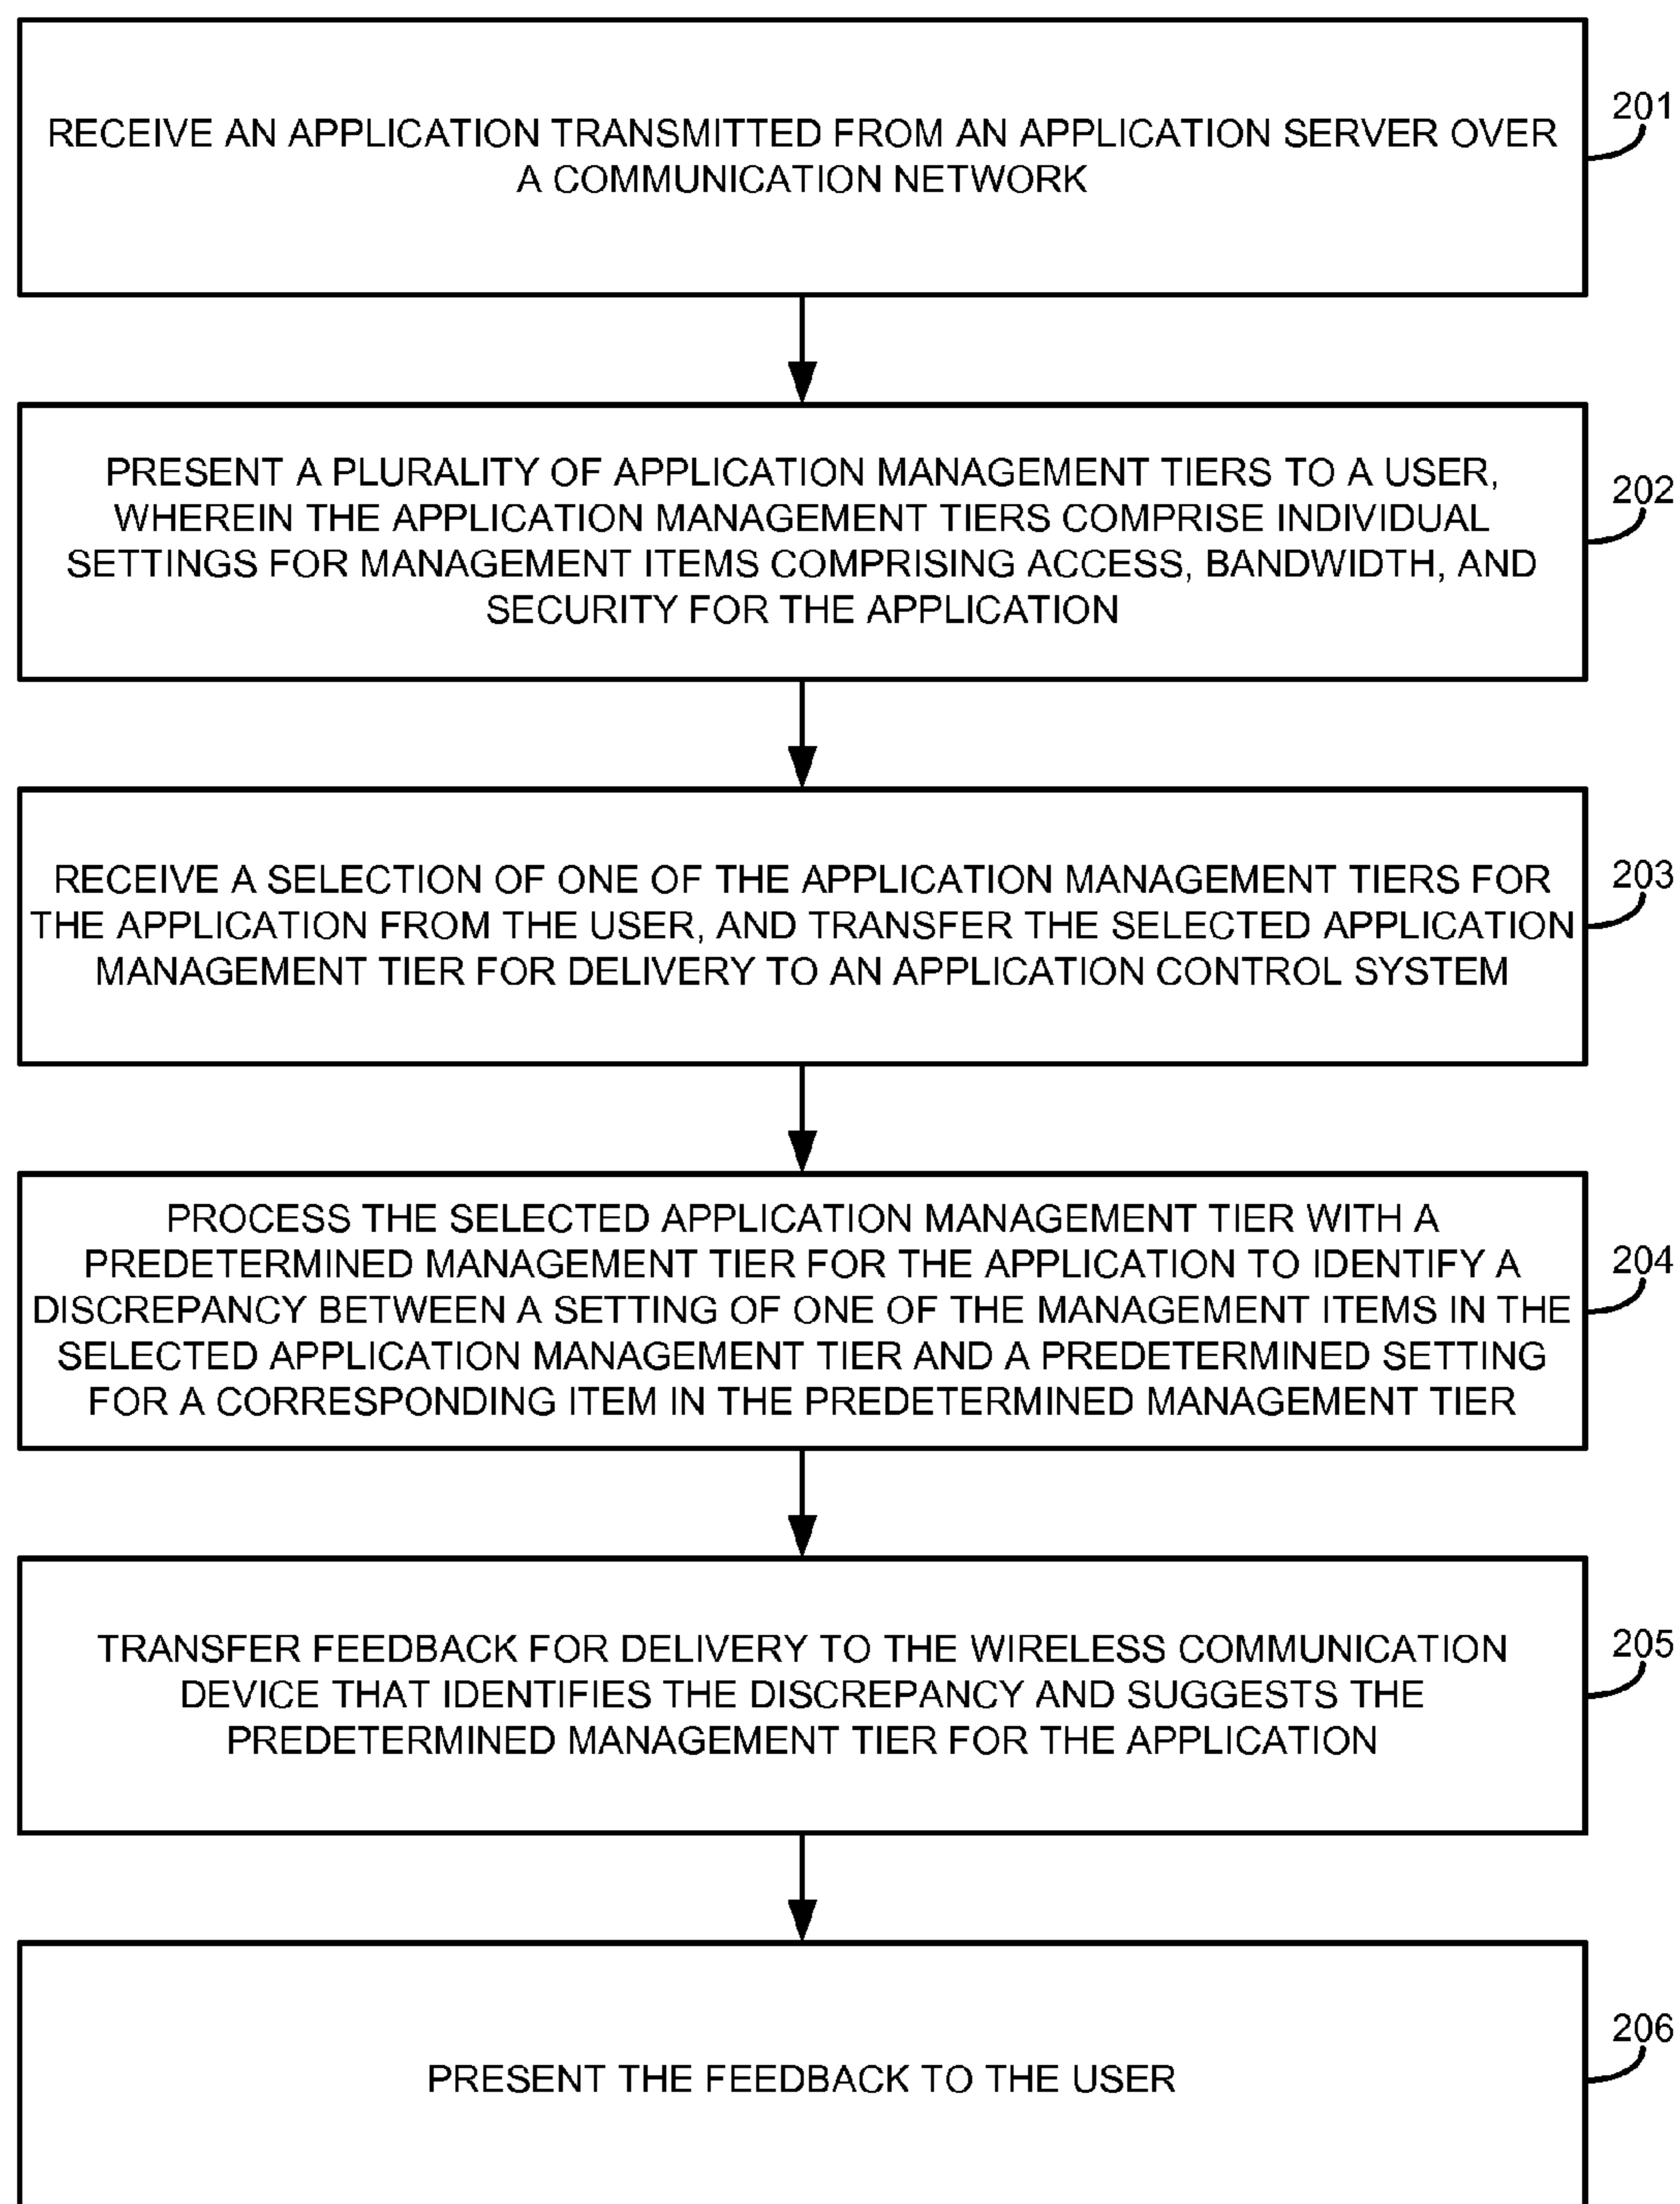 RECEIVE AN APPLICATION TRANSMITTED FROM AN APPLICATION SERVER OVER
A COMMUNICATION NETWORK
201
PRESENT A PLURALITY OF APPLICATION MANAGEMENT TIERS TO A USER,
WHEREIN THE APPLICATION MANAGEMENT TIERS COMPRISE INDIVIDUAL
SETTINGS FOR MANAGEMENT ITEMS COMPRISING ACCESS, BANDWIDTH, AND
SECURITY FOR THE APPLICATION
202
RECEIVE A SELECTION OF ONE OF THE APPLICATION MANAGEMENT TIERS FOR
THE APPLICATION FROM THE USER, AND TRANSFER THE SELECTED APPLICATION
MANAGEMENT TIER FOR DELIVERY TO AN APPLICATION CONTROL SYSTEM
203
PROCESS THE SELECTED APPLICATION MANAGEMENT TIER WITH A
PREDETERMINED MANAGEMENT TIER FOR THE APPLICATION TO IDENTIFY A
DISCREPANCY BETWEEN A SETTING OF ONE OF THE MANAGEMENT ITEMS IN THE
SELECTED APPLICATION MANAGEMENT TIER AND A PREDETERMINED SETTING
FOR A CORRESPONDING ITEM IN THE PREDETERMINED MANAGEMENT TIER
204
TRANSFER FEEDBACK FOR DELIVERY TO THE WIRELESS COMMUNICATION
DEVICE THAT IDENTIFIES THE DISCREPANCY AND SUGGESTS THE
PREDETERMINED MANAGEMENT TIER FOR THE APPLICATION
205
PRESENT THE FEEDBACK TO THE USER
206